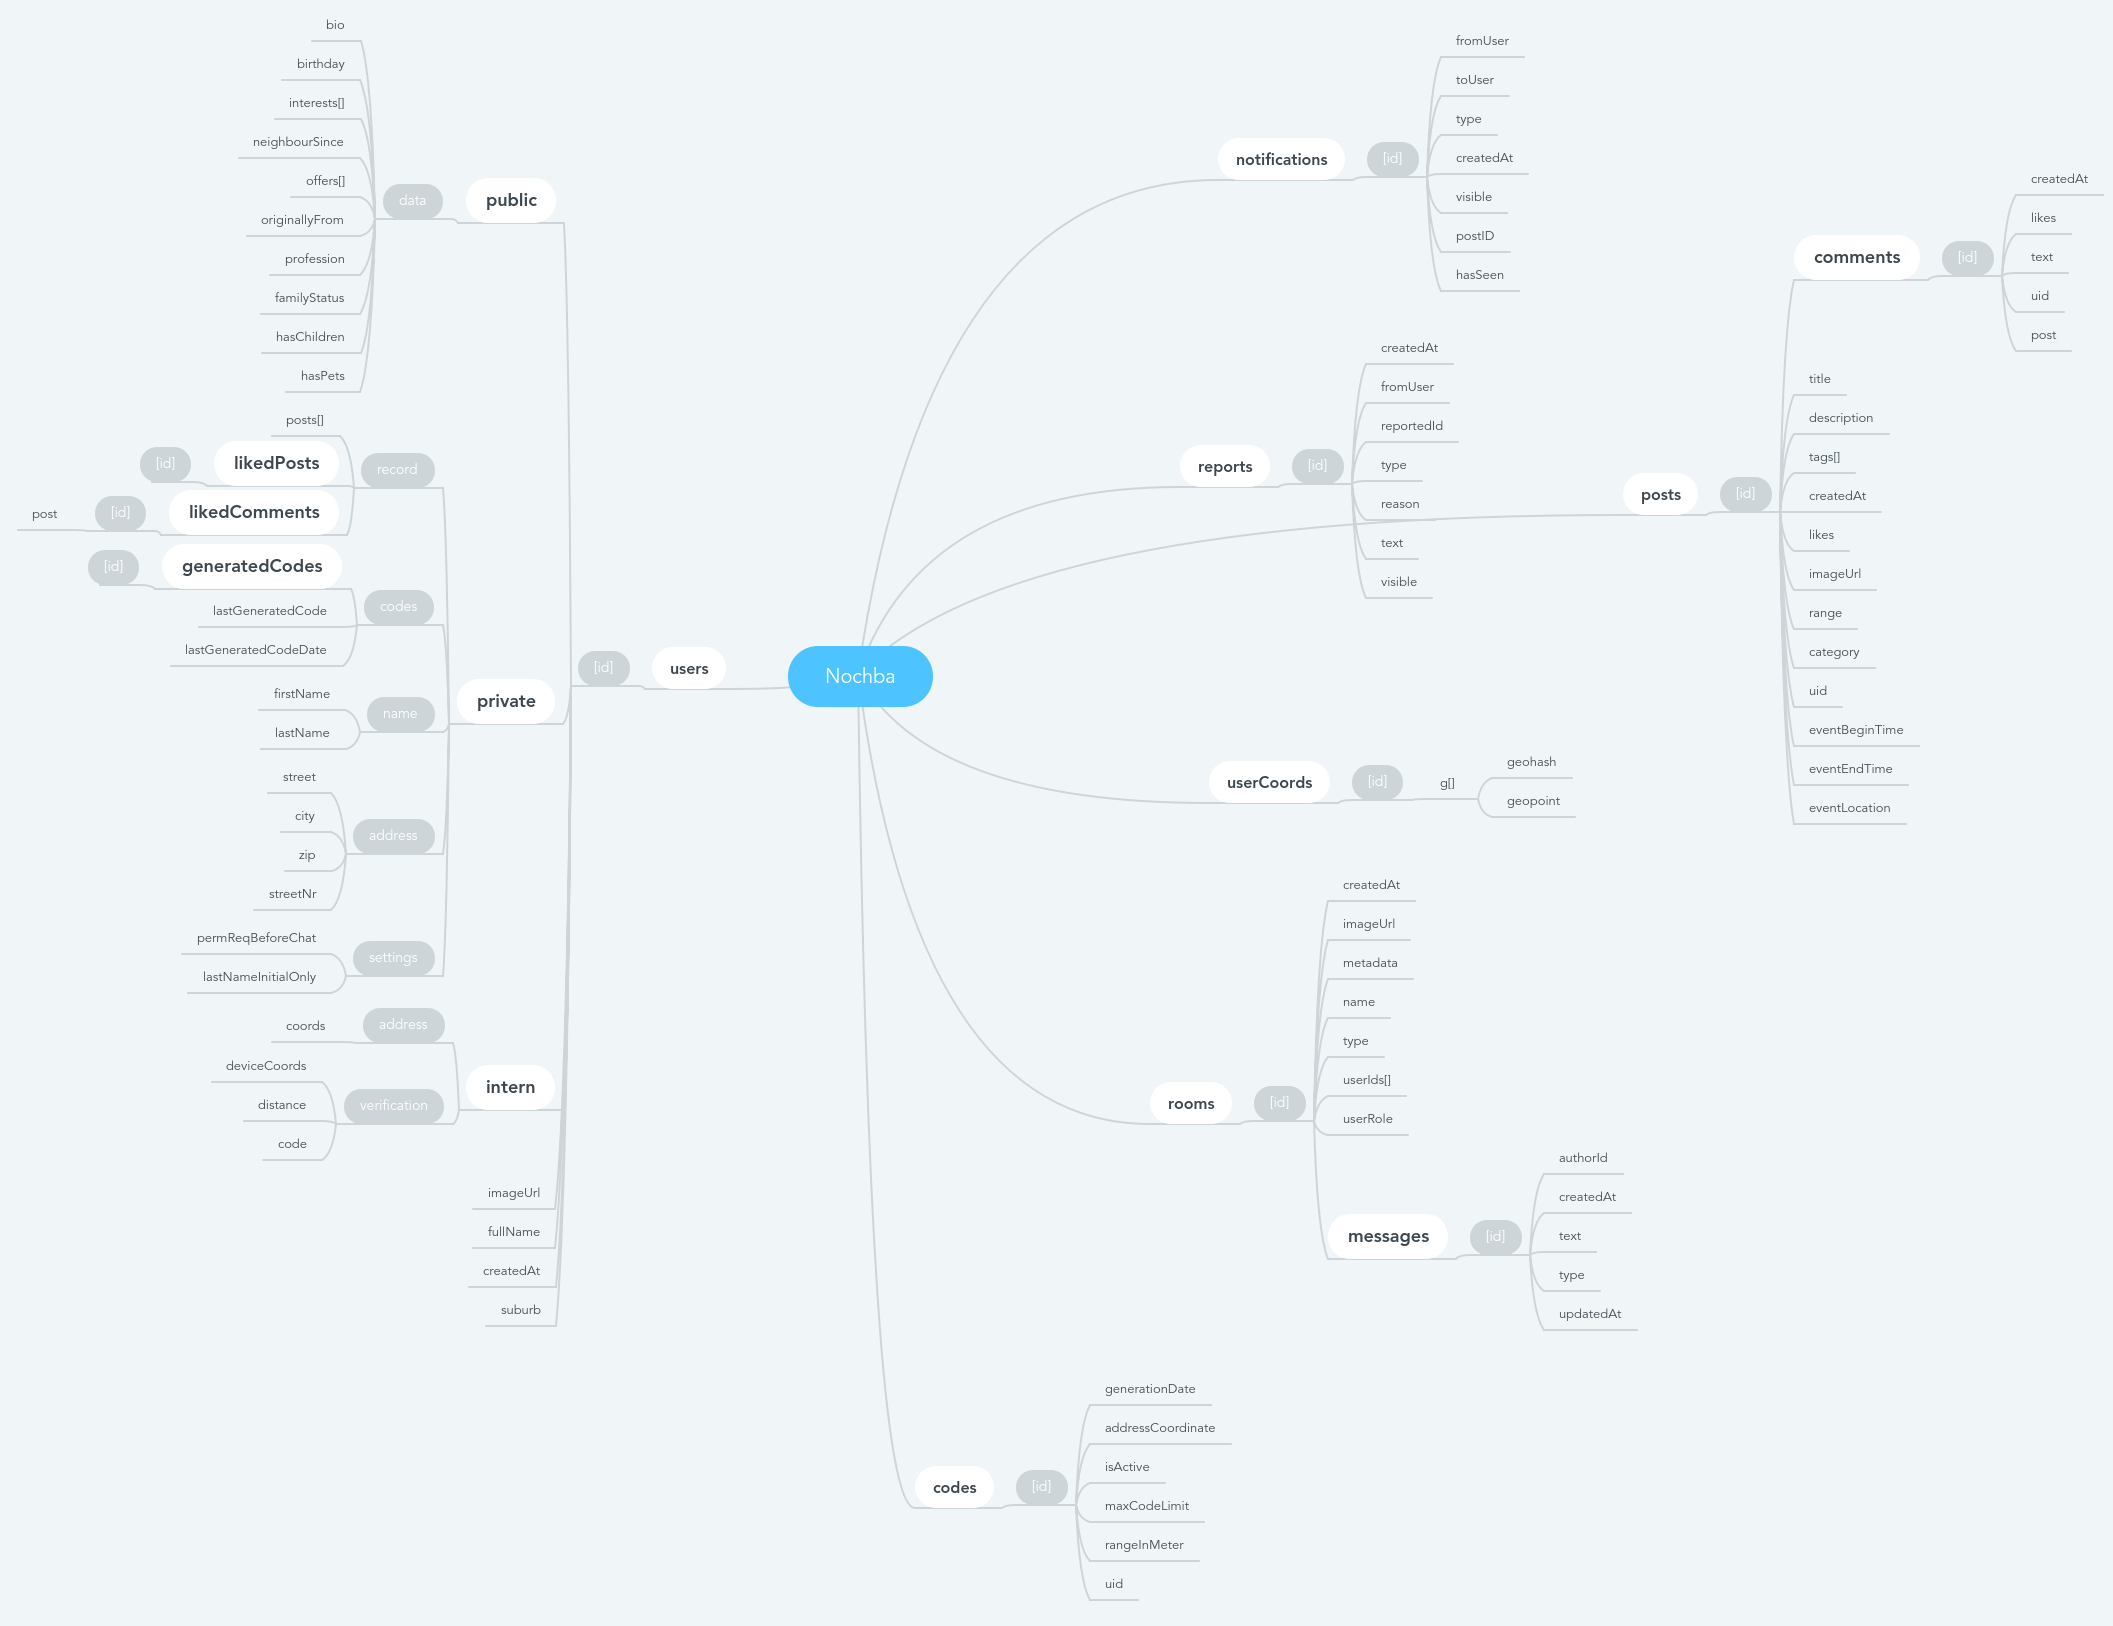 bio
birthday
interests[]
neighbourSince
offers[]
originallyFrom
profession
familyStatus
hasChildren
hasPets
data
public
posts[]
[id]
likedPosts
post
[id]
likedComments
record
[id]
generatedCodes
lastGeneratedCode
lastGeneratedCodeDate
codes
firstName
lastName
name
private
street
city
zip
streetNr
address
permReqBeforeChat
lastNameInitialOnly
settings
coords
address
deviceCoords
distance
code
verification
intern
imageUrl
fullName
createdAt
suburb
[id]
users
Nochba
notifications
[id]
fromUser
toUser
type
createdAt
visible
postID
hasSeen
reports
[id]
createdAt
fromUser
reportedId
type
reason
text
visible
posts
[id]
comments
[id]
createdAt
likes
text
uid
post
title
description
tags[]
createdAt
likes
imageUrl
range
category
uid
eventBeginTime
eventEndTime
eventLocation
userCoords
[id]
g[]
geohash
geopoint
rooms
[id]
createdAt
imageUrl
metadata
name
type
userIds[]
userRole
messages
[id]
authorId
createdAt
text
type
updatedAt
codes
[id]
generationDate
addressCoordinate
isActive
maxCodeLimit
rangeInMeter
uid